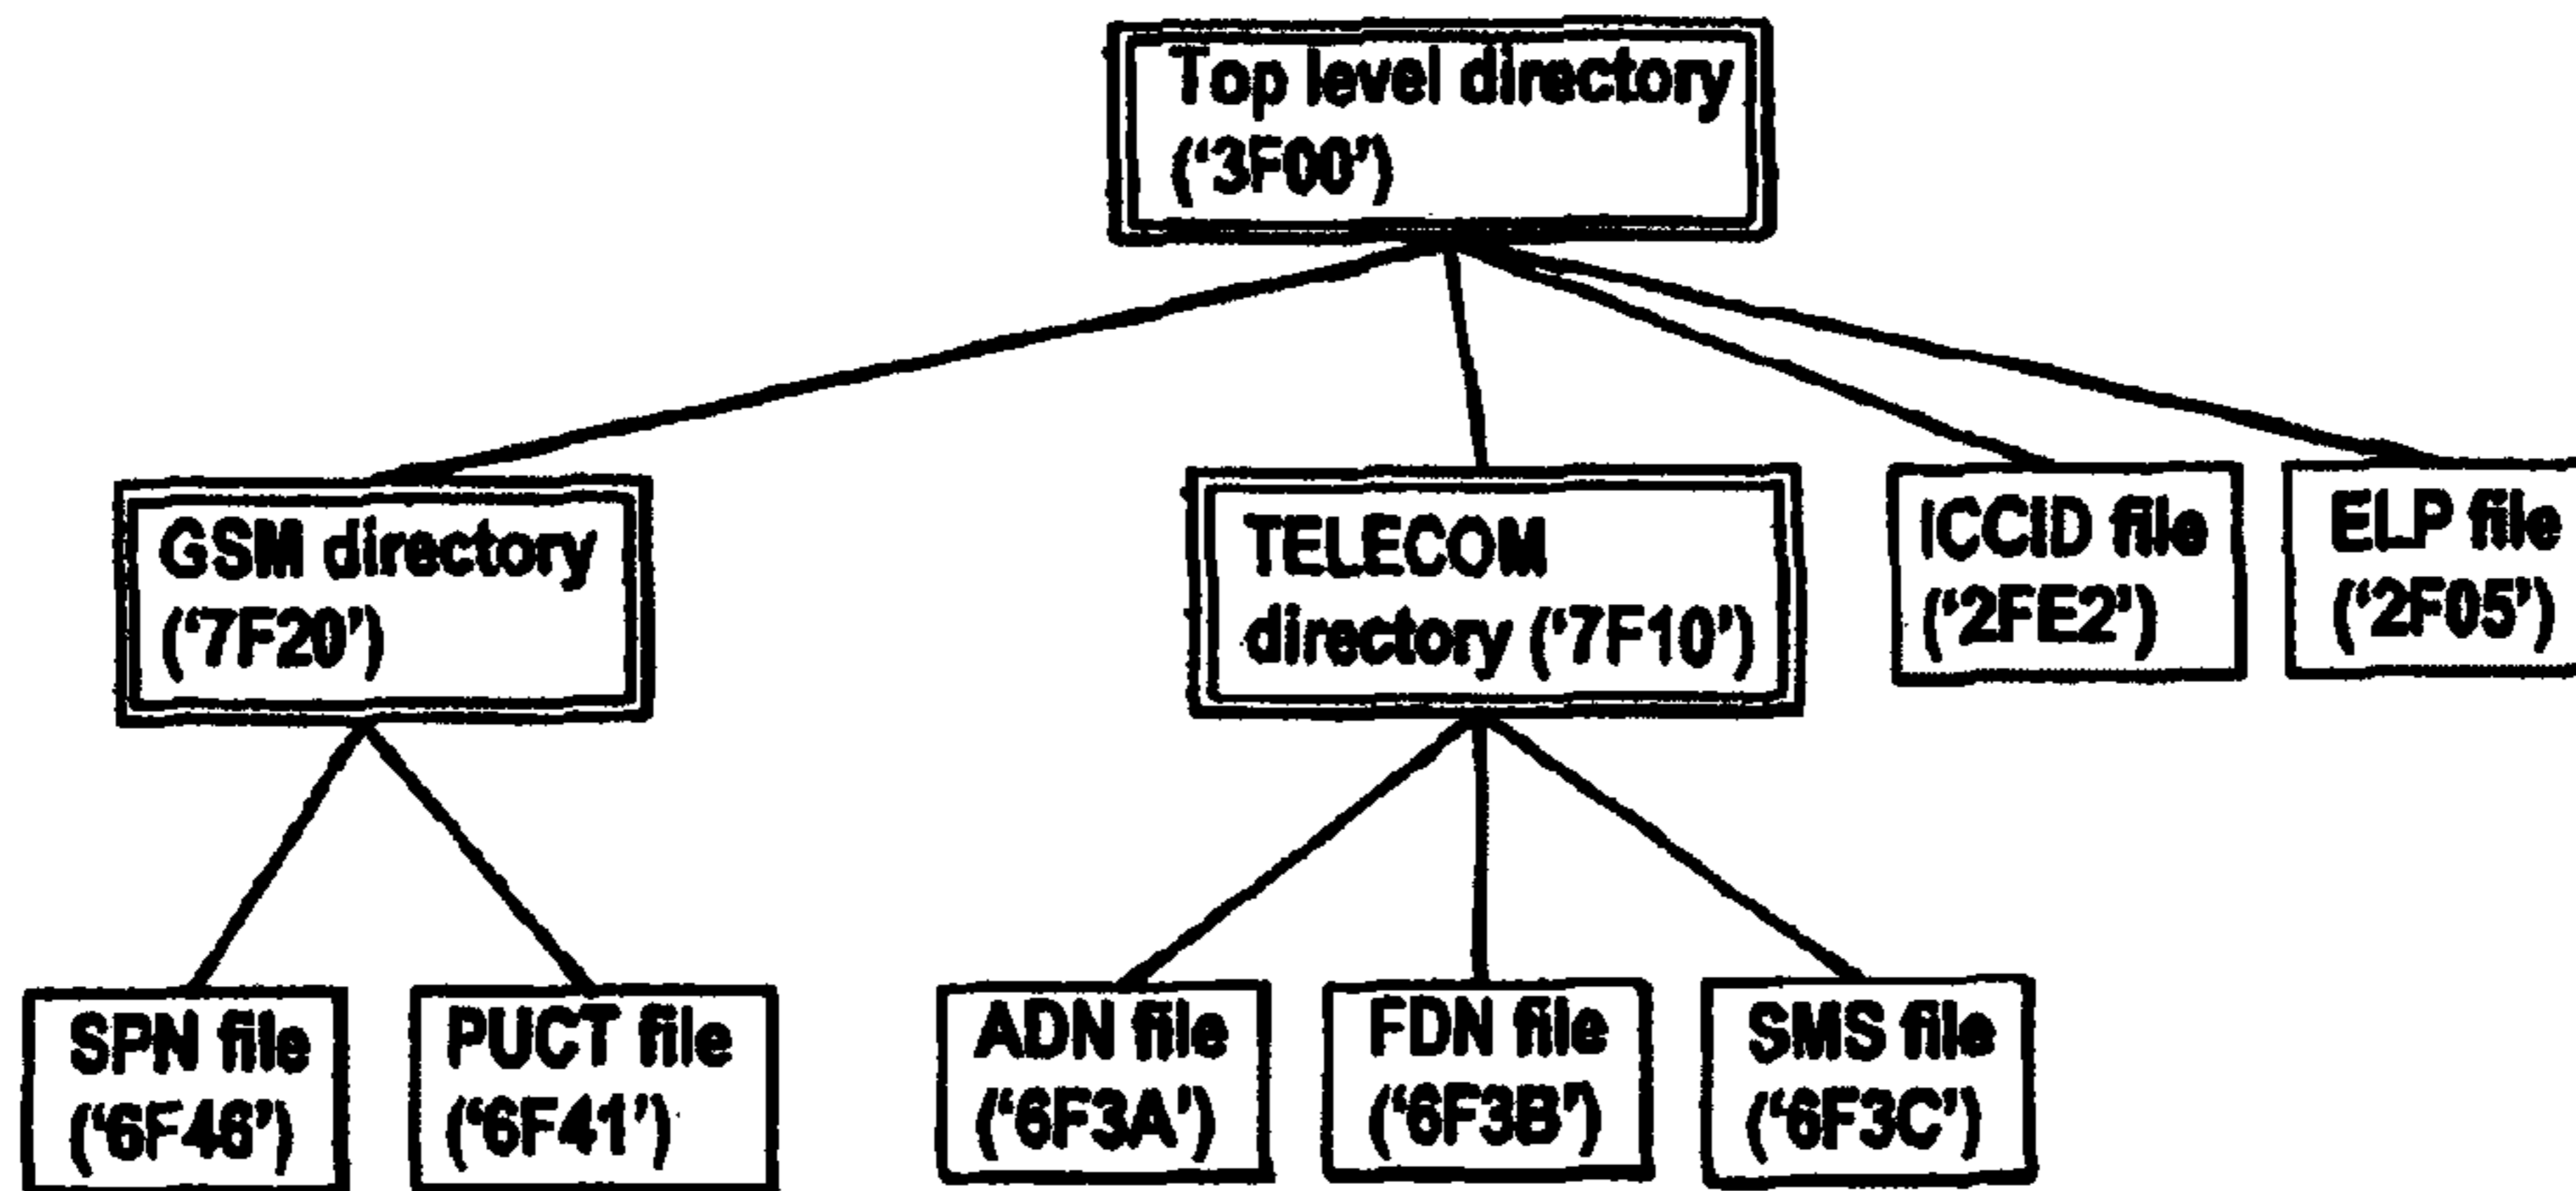 Top level directory
('3F00')
GSM directory
('7F20')
TELECOM
directory ('7F10')
ICCID file
('2FE2')
ELP file
('2F05')
SPN file
('6F46')
PUCT file
('6F41')
ADN file
('6F3A')
FDN file
('6F3B')
SMS file
('6F3C')